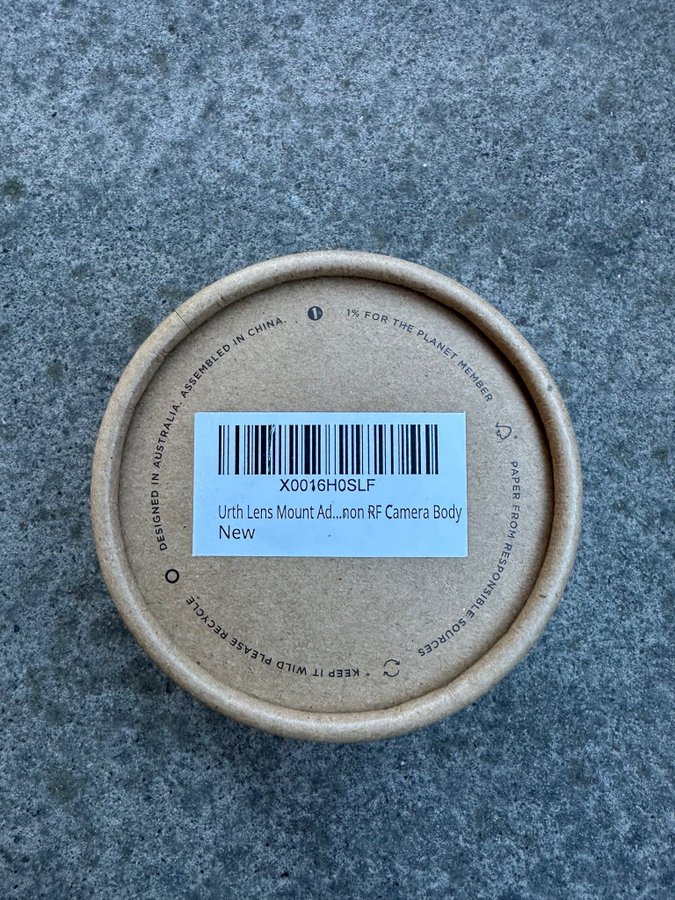 DESIGNED IN AUSTRALIA. ASSEMBLED IN CHINA.
1% FOR THE PLANET MEMBER
PAPER FROM RESPONSIBLE SOURCES
* KEEP IT WILD PLEASE RECYCLE
X0016H0SLF
Urth Lens Mount Ad...non RF Camera Body
New